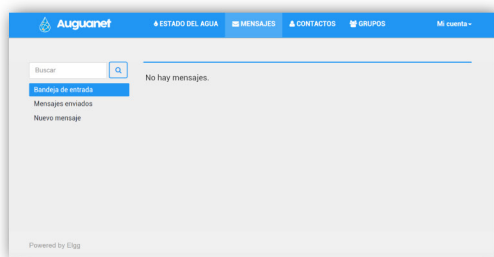 Auguanet ESTADO DEL AGUA MENSAJES CONTACTOS GRUPOS Mi cuenta
Buscar
No hay mensajes.
Bandeja de entrada
Mensajes enviados
Nuevo mensaje
Powered by Elgg